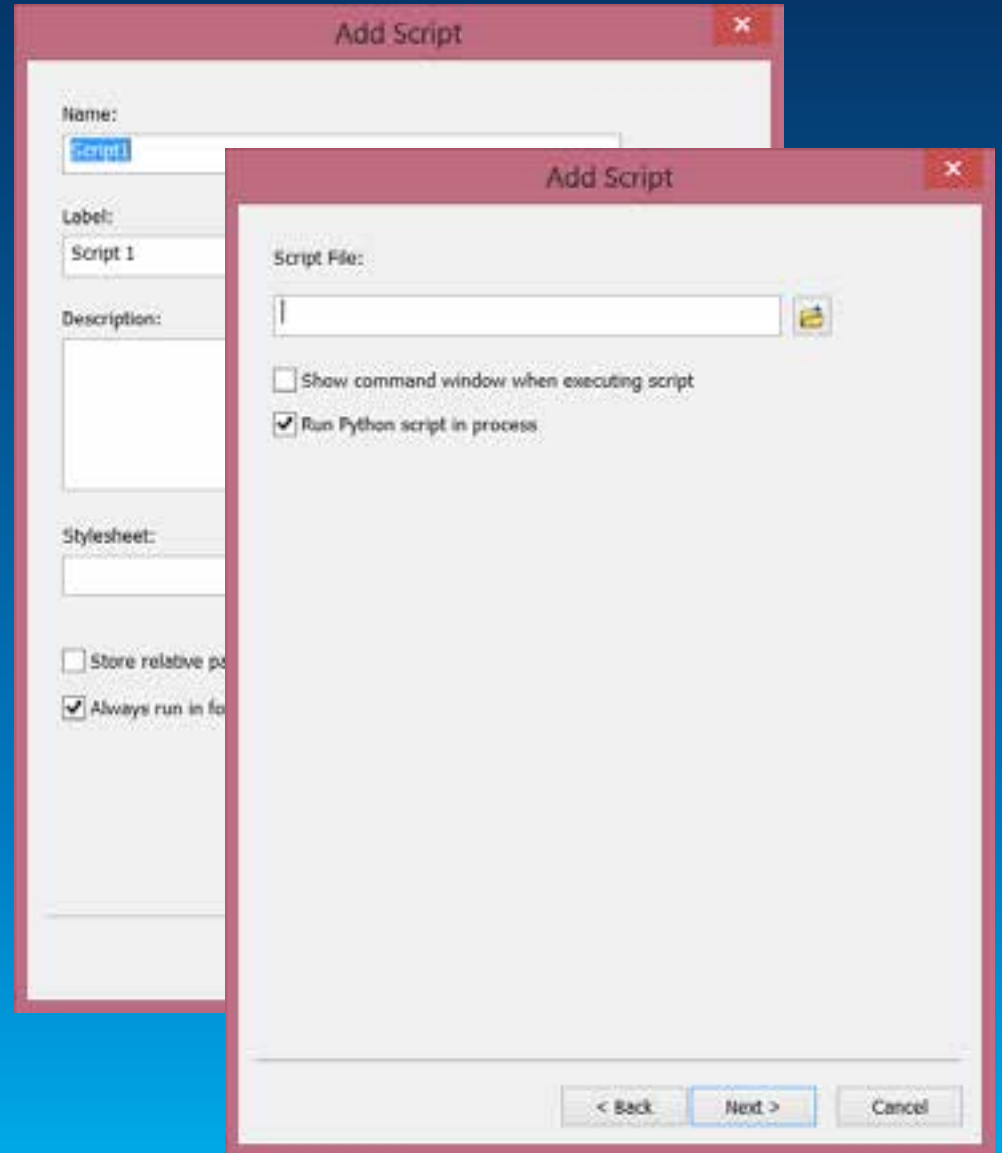 Add Script
Name:
Script1
Label:
Script 1
Description:
Stylesheet:
Store relative pa
Always run in fo
Add Script
Script File:
Show command window when executing script
Run Python script in process
< Back
Next >
Cancel